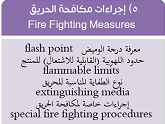 ٥) إجراءات مكافحة الحريق
Fire Fighting Measures
معرفة درجة الوميض flash point
حدود اللهوبية (القابلية للاشتعال) للمنتج
flammable limits
نوع الطفاية المناسبة للحريق
extinguishing media
إجراءات خاصة لمكافحة الحريق
special fire fighting procedures